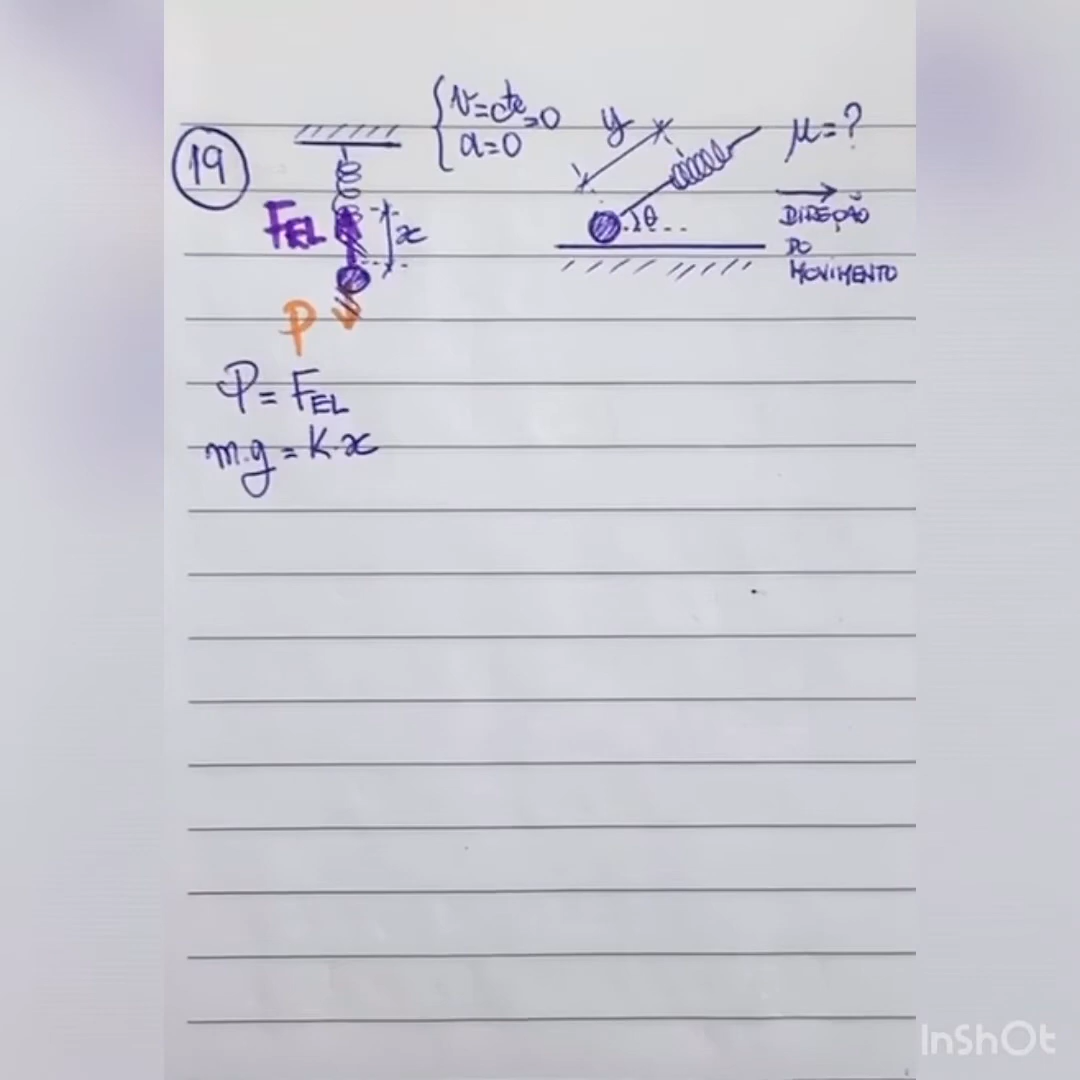 19
v=cte=0
a=0
y
μ=?
FEL
x
θ
DIREÇÃO
DO
MOVIMENTO
P
P=FEL
m.g=K.x
InShOt